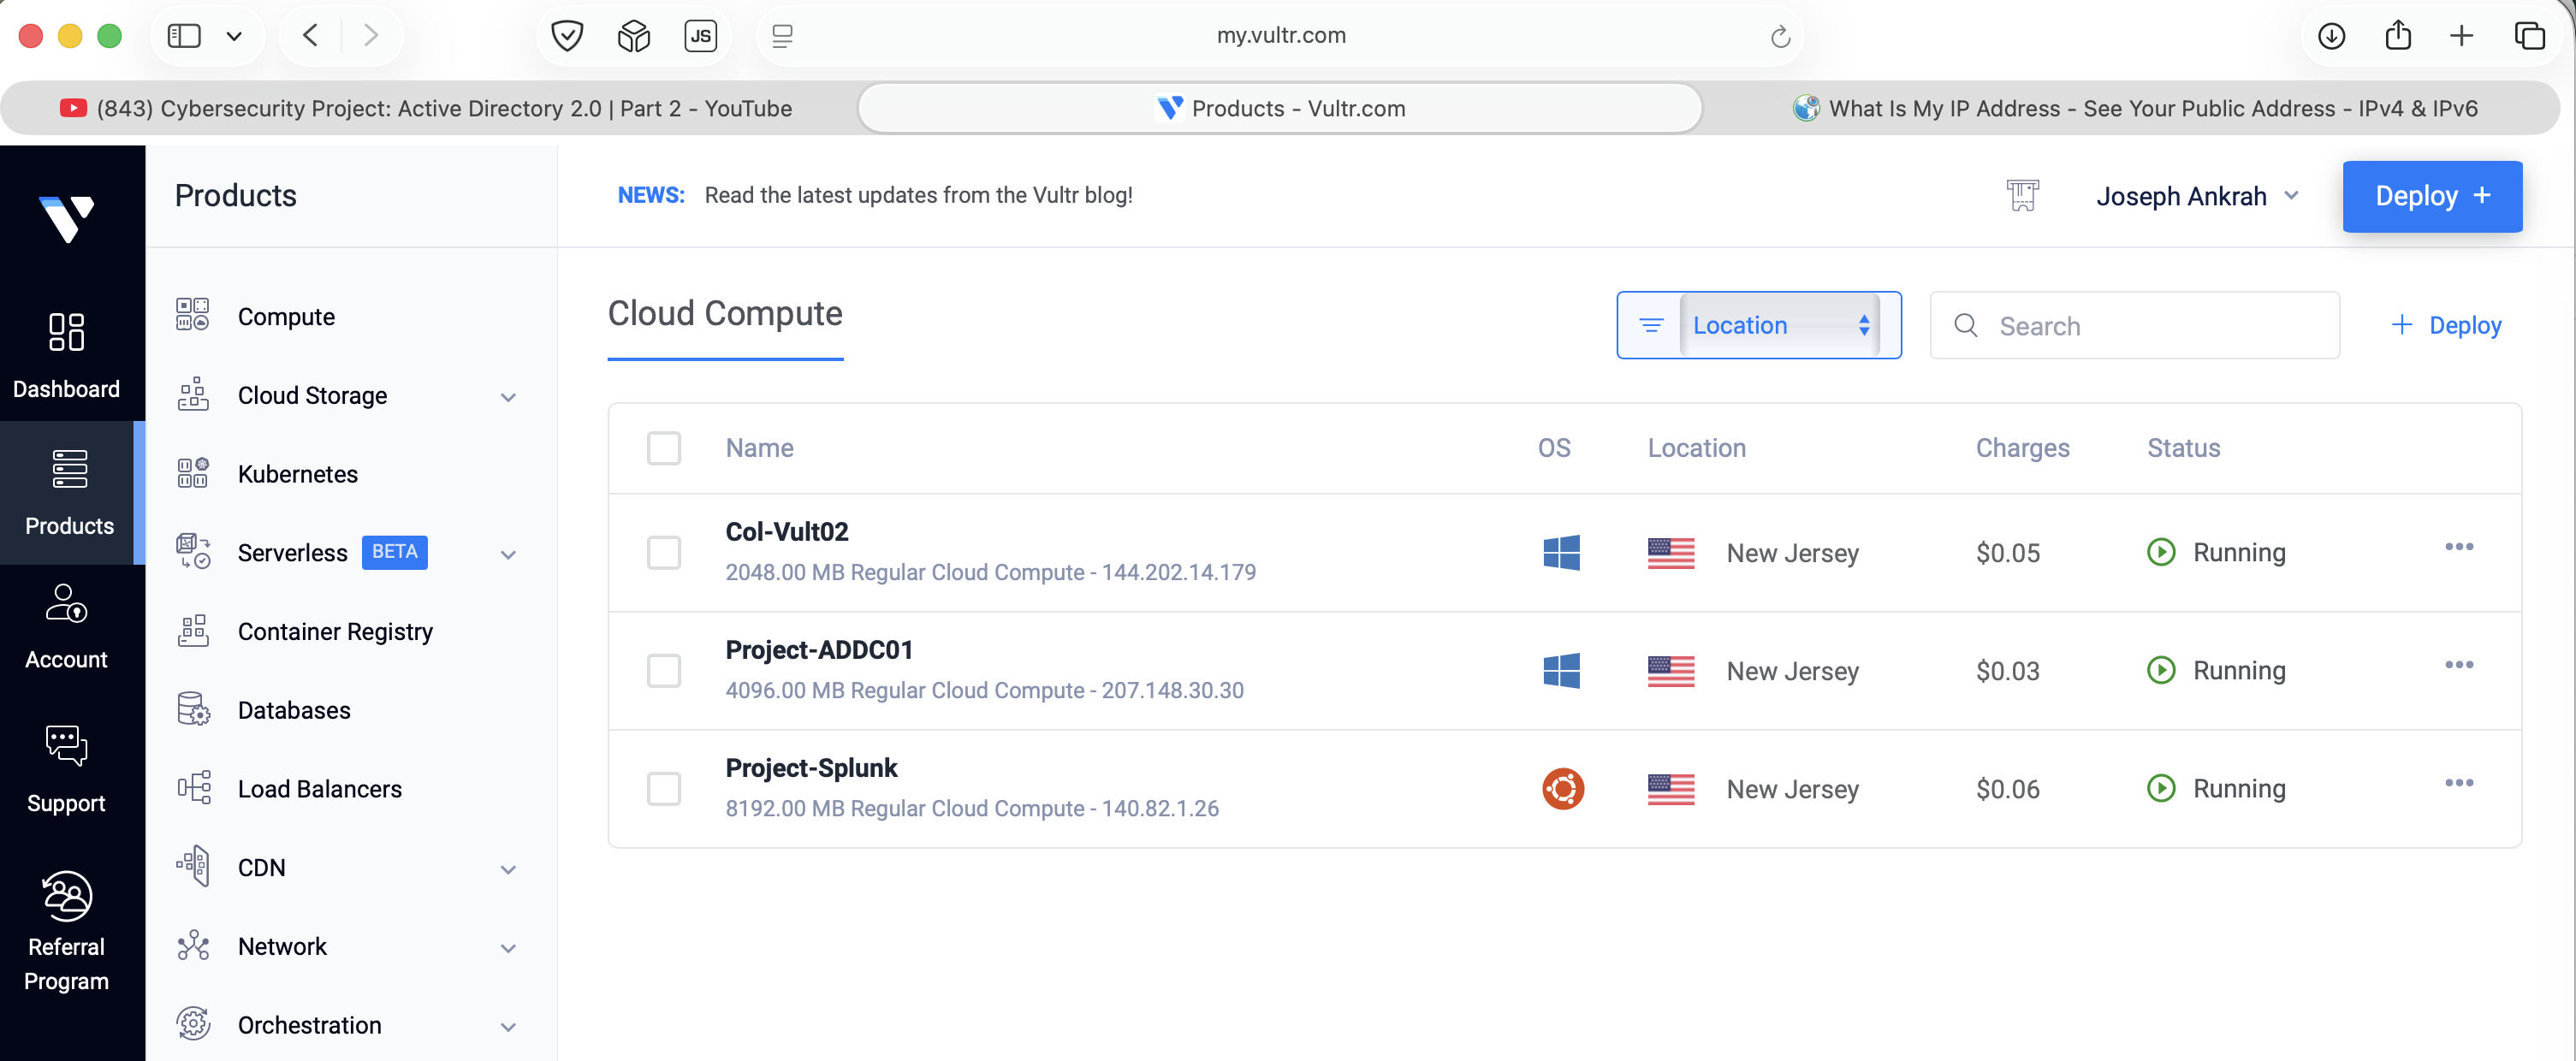 JS
my.vultr.com
(843) Cybersecurity Project: Active Directory 2.0 | Part 2 - YouTube
Products - Vultr.com
What Is My IP Address - See Your Public Address - IPv4 & IPv6
Dashboard
Products
Account
Support
Referral
Program
Products
Compute
Cloud Storage
Kubernetes
Serverless BETA
Container Registry
Databases
Load Balancers
CDN
Network
Orchestration
NEWS: Read the latest updates from the Vultr blog!
Joseph Ankrah
Deploy +
Cloud Compute
Location
Search
+ Deploy
Name OS Location Charges Status
Col-Vult02
2048.00 MB Regular Cloud Compute - 144.202.14.179
New Jersey $0.05 Running
Project-ADDC01
4096.00 MB Regular Cloud Compute - 207.148.30.30
New Jersey $0.03 Running
Project-Splunk
8192.00 MB Regular Cloud Compute - 140.82.1.26
New Jersey $0.06 Running